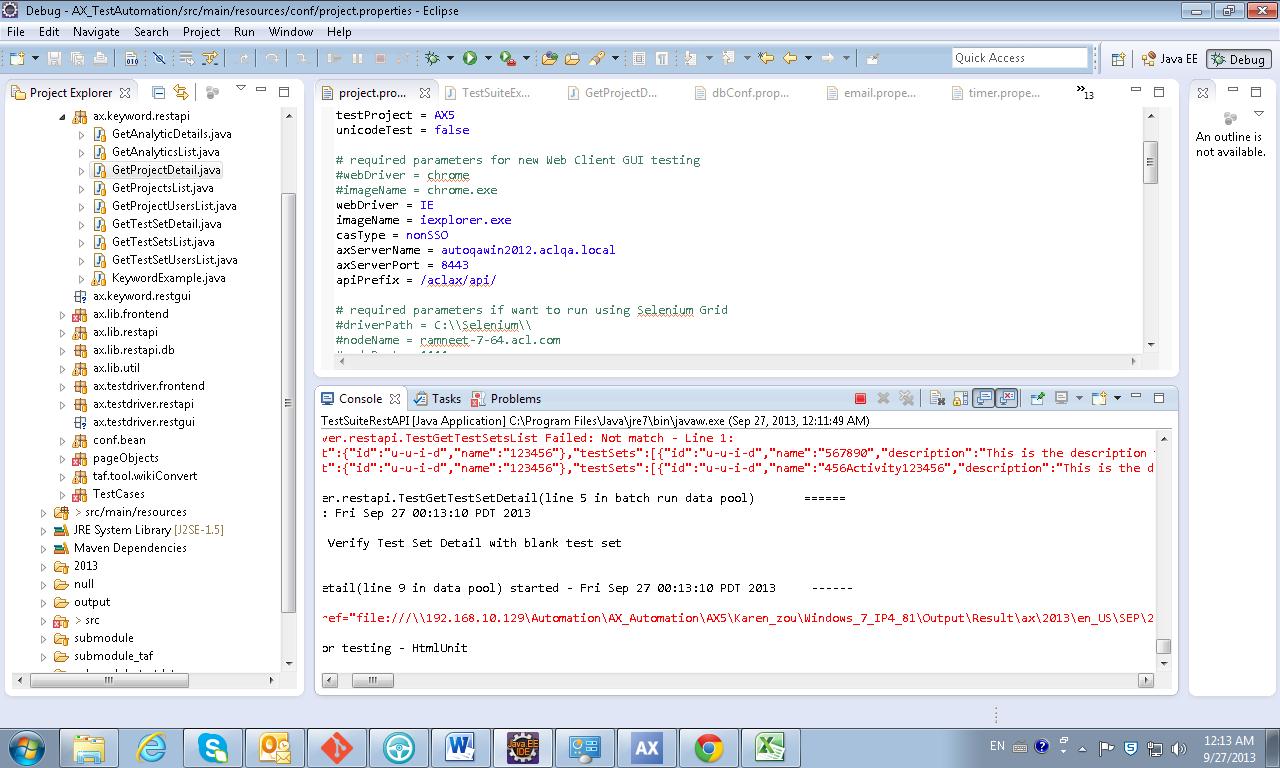 Debug - AX_TestAutomation/src/main/resources/conf/project.properties - Eclipse
File Edit Navigate Search Project Run Window Help
Quick Access Java EE Debug
Project Explorer
ax.keyword.restapi
GetAnalyticDetails.java
GetAnalyticsList.java
GetProjectDetail.java
GetProjectsList.java
GetProjectUsersList.java
GetTestSetDetail.java
GetTestSetsList.java
GetTestSetUsersList.java
KeywordExample.java
ax.keyword.restgui
ax.lib.frontend
ax.lib.restapi
ax.lib.restapi.db
ax.lib.util
ax.testdriver.frontend
ax.testdriver.restapi
ax.testdriver.restgui
conf.bean
pageObjects
taf.tool.wikiConvert
TestCases
> src/main/resources
JRE System Library [J2SE-1.5]
Maven Dependencies
2013
null
output
> src
submodule
submodule_taf
project.pro... TestSuiteEx... GetProjectD... dbConf.prop... email.prope... timer.prope... »13
testProject = AX5
unicodeTest = false
# required parameters for new Web Client GUI testing
#webDriver = chrome
#imageName = chrome.exe
webDriver = IE
imageName = iexplorer.exe
casType = nonSSO
axServerName = autoqawin2012.aclqa.local
axServerPort = 8443
apiPrefix = /aclax/api/
# required parameters if want to run using Selenium Grid
#driverPath = C:\\Selenium\\
#nodeName = ramneet-7-64.acl.com
An outline is
not available.
Console Tasks Problems
TestSuiteRestAPI [Java Application] C:\Program Files\Java\jre7\bin\javaw.exe (Sep 27, 2013, 12:11:49 AM)
ver.restapi.TestGetTestSetsList Failed: Not match - Line 1:
t":{"id":"u-u-i-d","name":"123456"},"testSets":[{"id":"u-u-i-d","name":"567890","description":"This is the description
t":{"id":"u-u-i-d","name":"123456"},"testSets":[{"id":"u-u-i-d","name":"456Activity123456","description":"This is the d
er.restapi.TestGetTestSetDetail(line 5 in batch run data pool) ======
: Fri Sep 27 00:13:10 PDT 2013
Verify Test Set Detail with blank test set
etail(line 9 in data pool) started - Fri Sep 27 00:13:10 PDT 2013 ------
ref="file:///\\192.168.10.129\Automation\AX_Automation\AX5\Karen_zou\Windows_7_IP4_81\Output\Result\ax\2013\en_US\SEP\2
or testing - HtmlUnit
Java EE
IDE
AX
EN
12:13 AM
9/27/2013